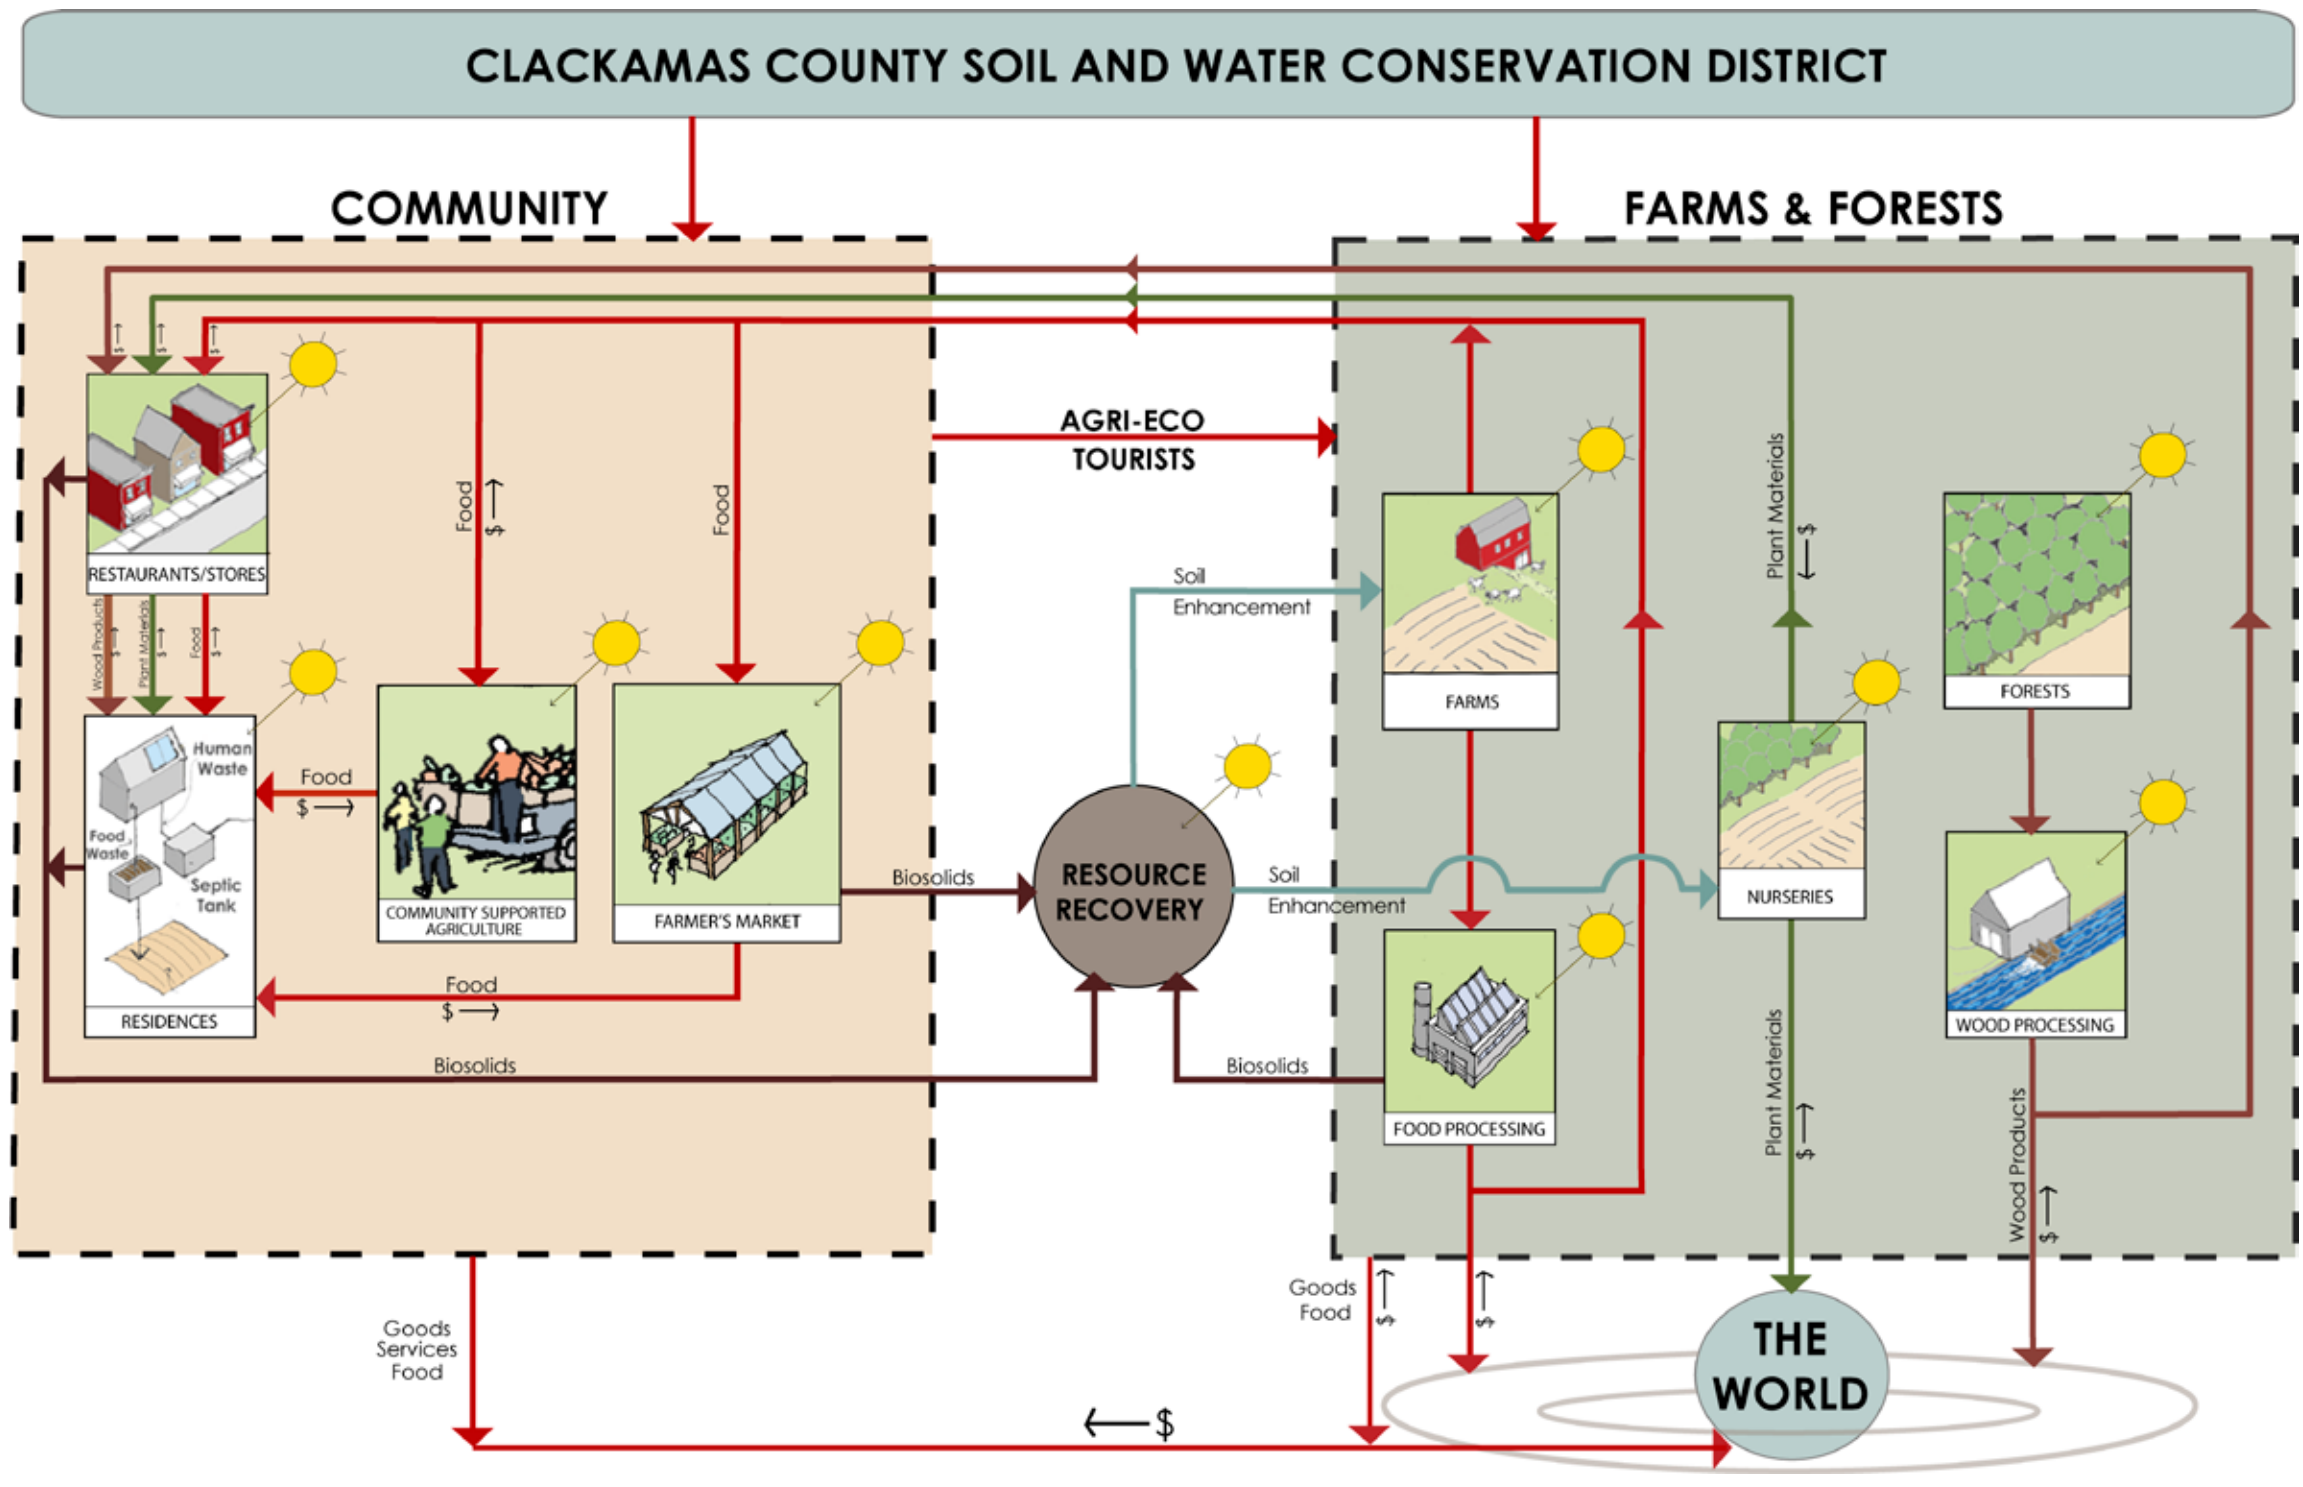 CLACKAMAS COUNTY SOIL AND WATER CONSERVATION DISTRICT
COMMUNITY
FARMS & FORESTS
$
$
$
AGRI-ECO
TOURISTS
RESTAURANTS/STORES
Wood Products
$
Plant Materials
$
Food
$
Food
$
Food
Soil
Enhancement
Plant Materials
$
FARMS
FORESTS
Human
Waste
Food
Waste
Septic
Tank
RESIDENCES
Food
$
COMMUNITY SUPPORTED
AGRICULTURE
FARMER'S MARKET
Food
$
Biosolids
Biosolids
RESOURCE
RECOVERY
Soil
Enhancement
NURSERIES
WOOD PROCESSING
Biosolids
FOOD PROCESSING
Plant Materials
$
Wood Products
$
Goods
Services
Food
Goods
Food
$
$
$
THE
WORLD